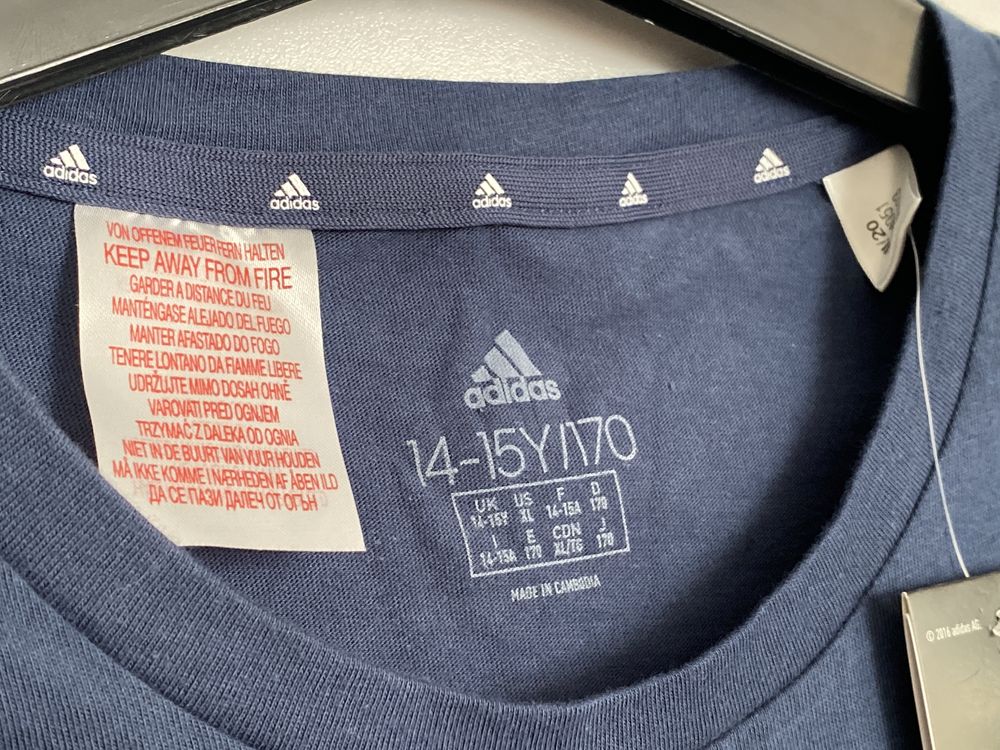 adidas
adidas
adidas
adidas
adidas
VON OFFENEM FEUER FERN HALTEN
KEEP AWAY FROM FIRE
GARDER A DISTANCE DU FEU
MANTÉNGASE ALEJADO DEL FUEGO
MANTER AFASTADO DO FOGO
TENERE LONTANO DA FIAMME LIBERE
UDRŽUJTE MIMO DOSAH OHNĚ
VAROVATI PRED OGNJEM
TRZYMAĆ Z DALEKA OD OGNIA
NIET IN DE BUURT VAN VUUR HOUDEN
MÅ IKKE KOMME I NÆRHEDEN AF ÅBEN ILD
ДА СЕ ПАЗИ ДАЛЕЧ ОТ ОГЪН
adidas
14-15Y/170
UK US F D
14-15Y XL 14-15A 170
I E CDN J
14-15A 170 XL/TG 170
MADE IN CAMBODIA
© 2016 adidas AG.